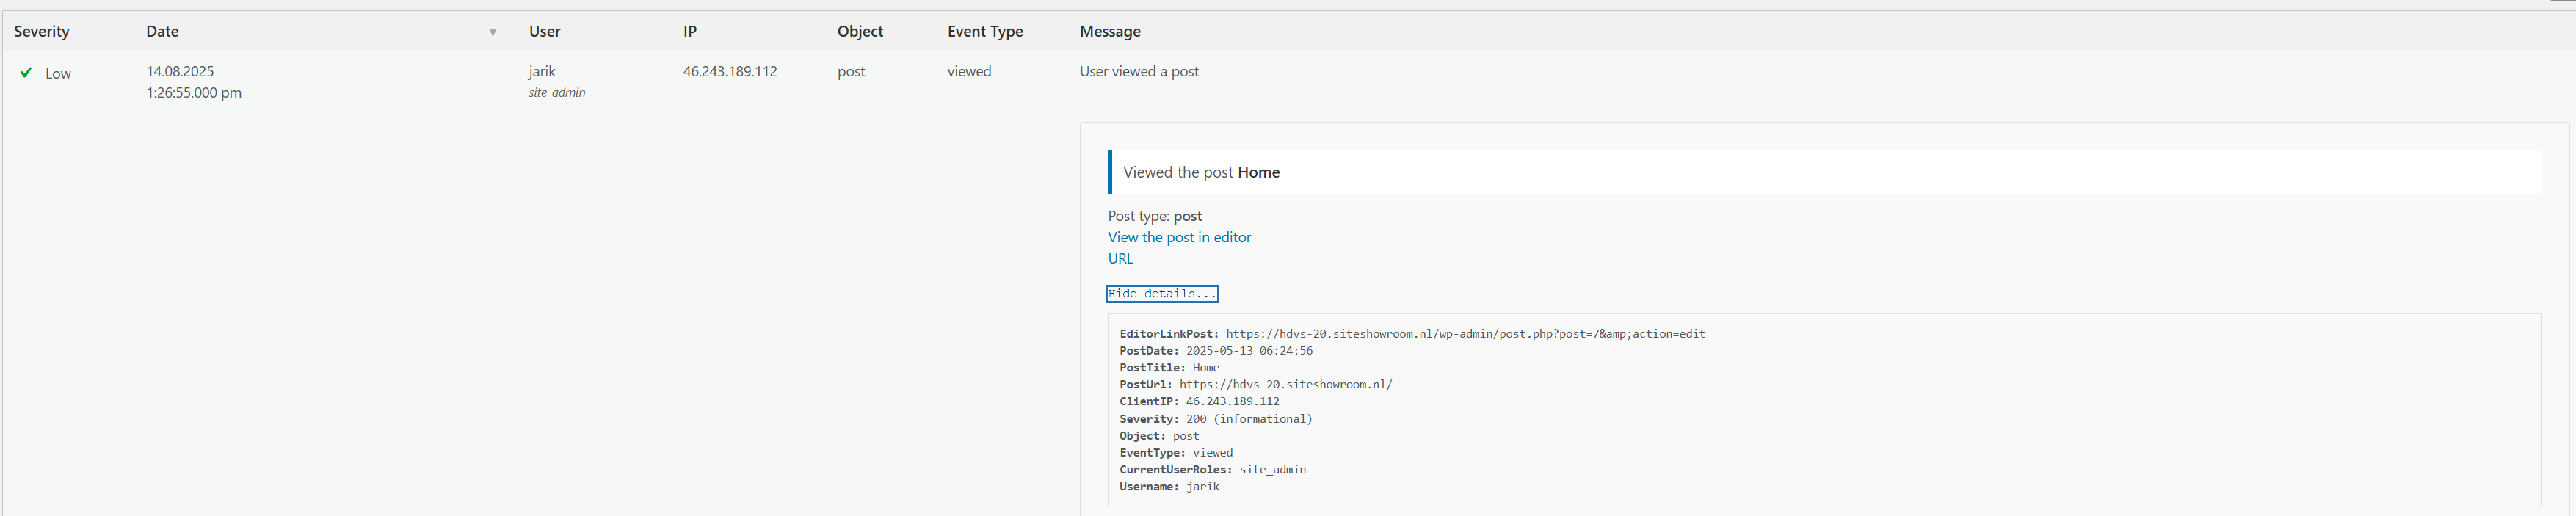 Severity Date ▼ User IP Object Event Type Message
✔ Low 14.08.2025 jarik 46.243.189.112 post viewed User viewed a post
1:26:55.000 pm site_admin
Viewed the post Home
Post type: post
View the post in editor
URL
Hide details...
EditorLinkPost: https://hdvs-20.siteshowroom.nl/wp-admin/post.php?post=7&amp;action=edit
PostDate: 2025-05-13 06:24:56
PostTitle: Home
PostUrl: https://hdvs-20.siteshowroom.nl/
ClientIP: 46.243.189.112
Severity: 200 (informational)
Object: post
EventType: viewed
CurrentUserRoles: site_admin
Username: jarik